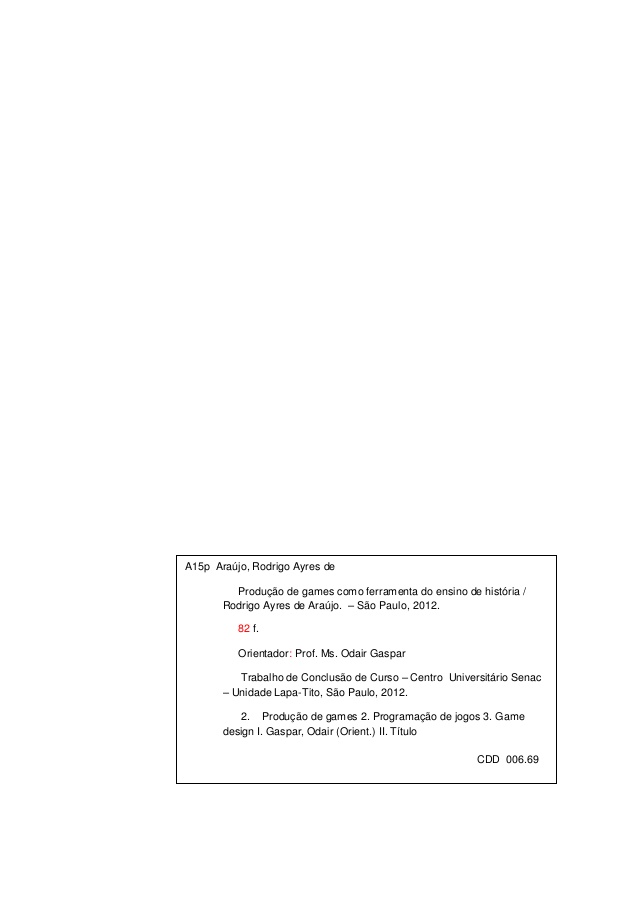 A15p Araújo, Rodrigo Ayres de
Produção de games como ferramenta do ensino de história /
Rodrigo Ayres de Araújo. – São Paulo, 2012.
82 f.
Orientador: Prof. Ms. Odair Gaspar
Trabalho de Conclusão de Curso – Centro Universitário Senac
– Unidade Lapa-Tito, São Paulo, 2012.
2. Produção de games 2. Programação de jogos 3. Game
design I. Gaspar, Odair (Orient.) II. Título
CDD 006.69